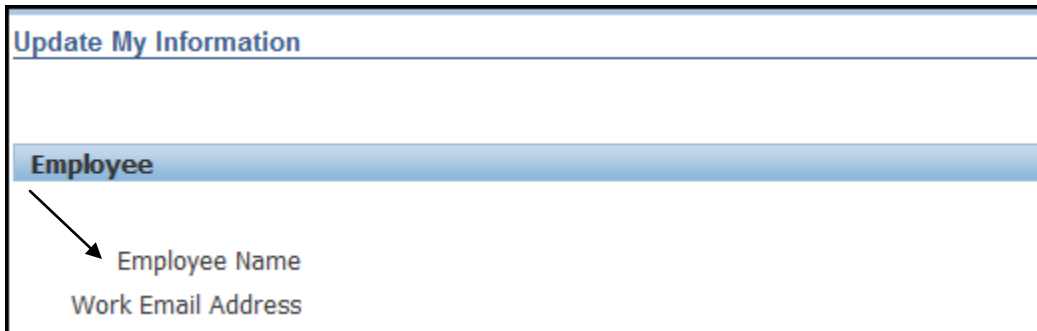 Update My Information
Employee
Employee Name
Work Email Address